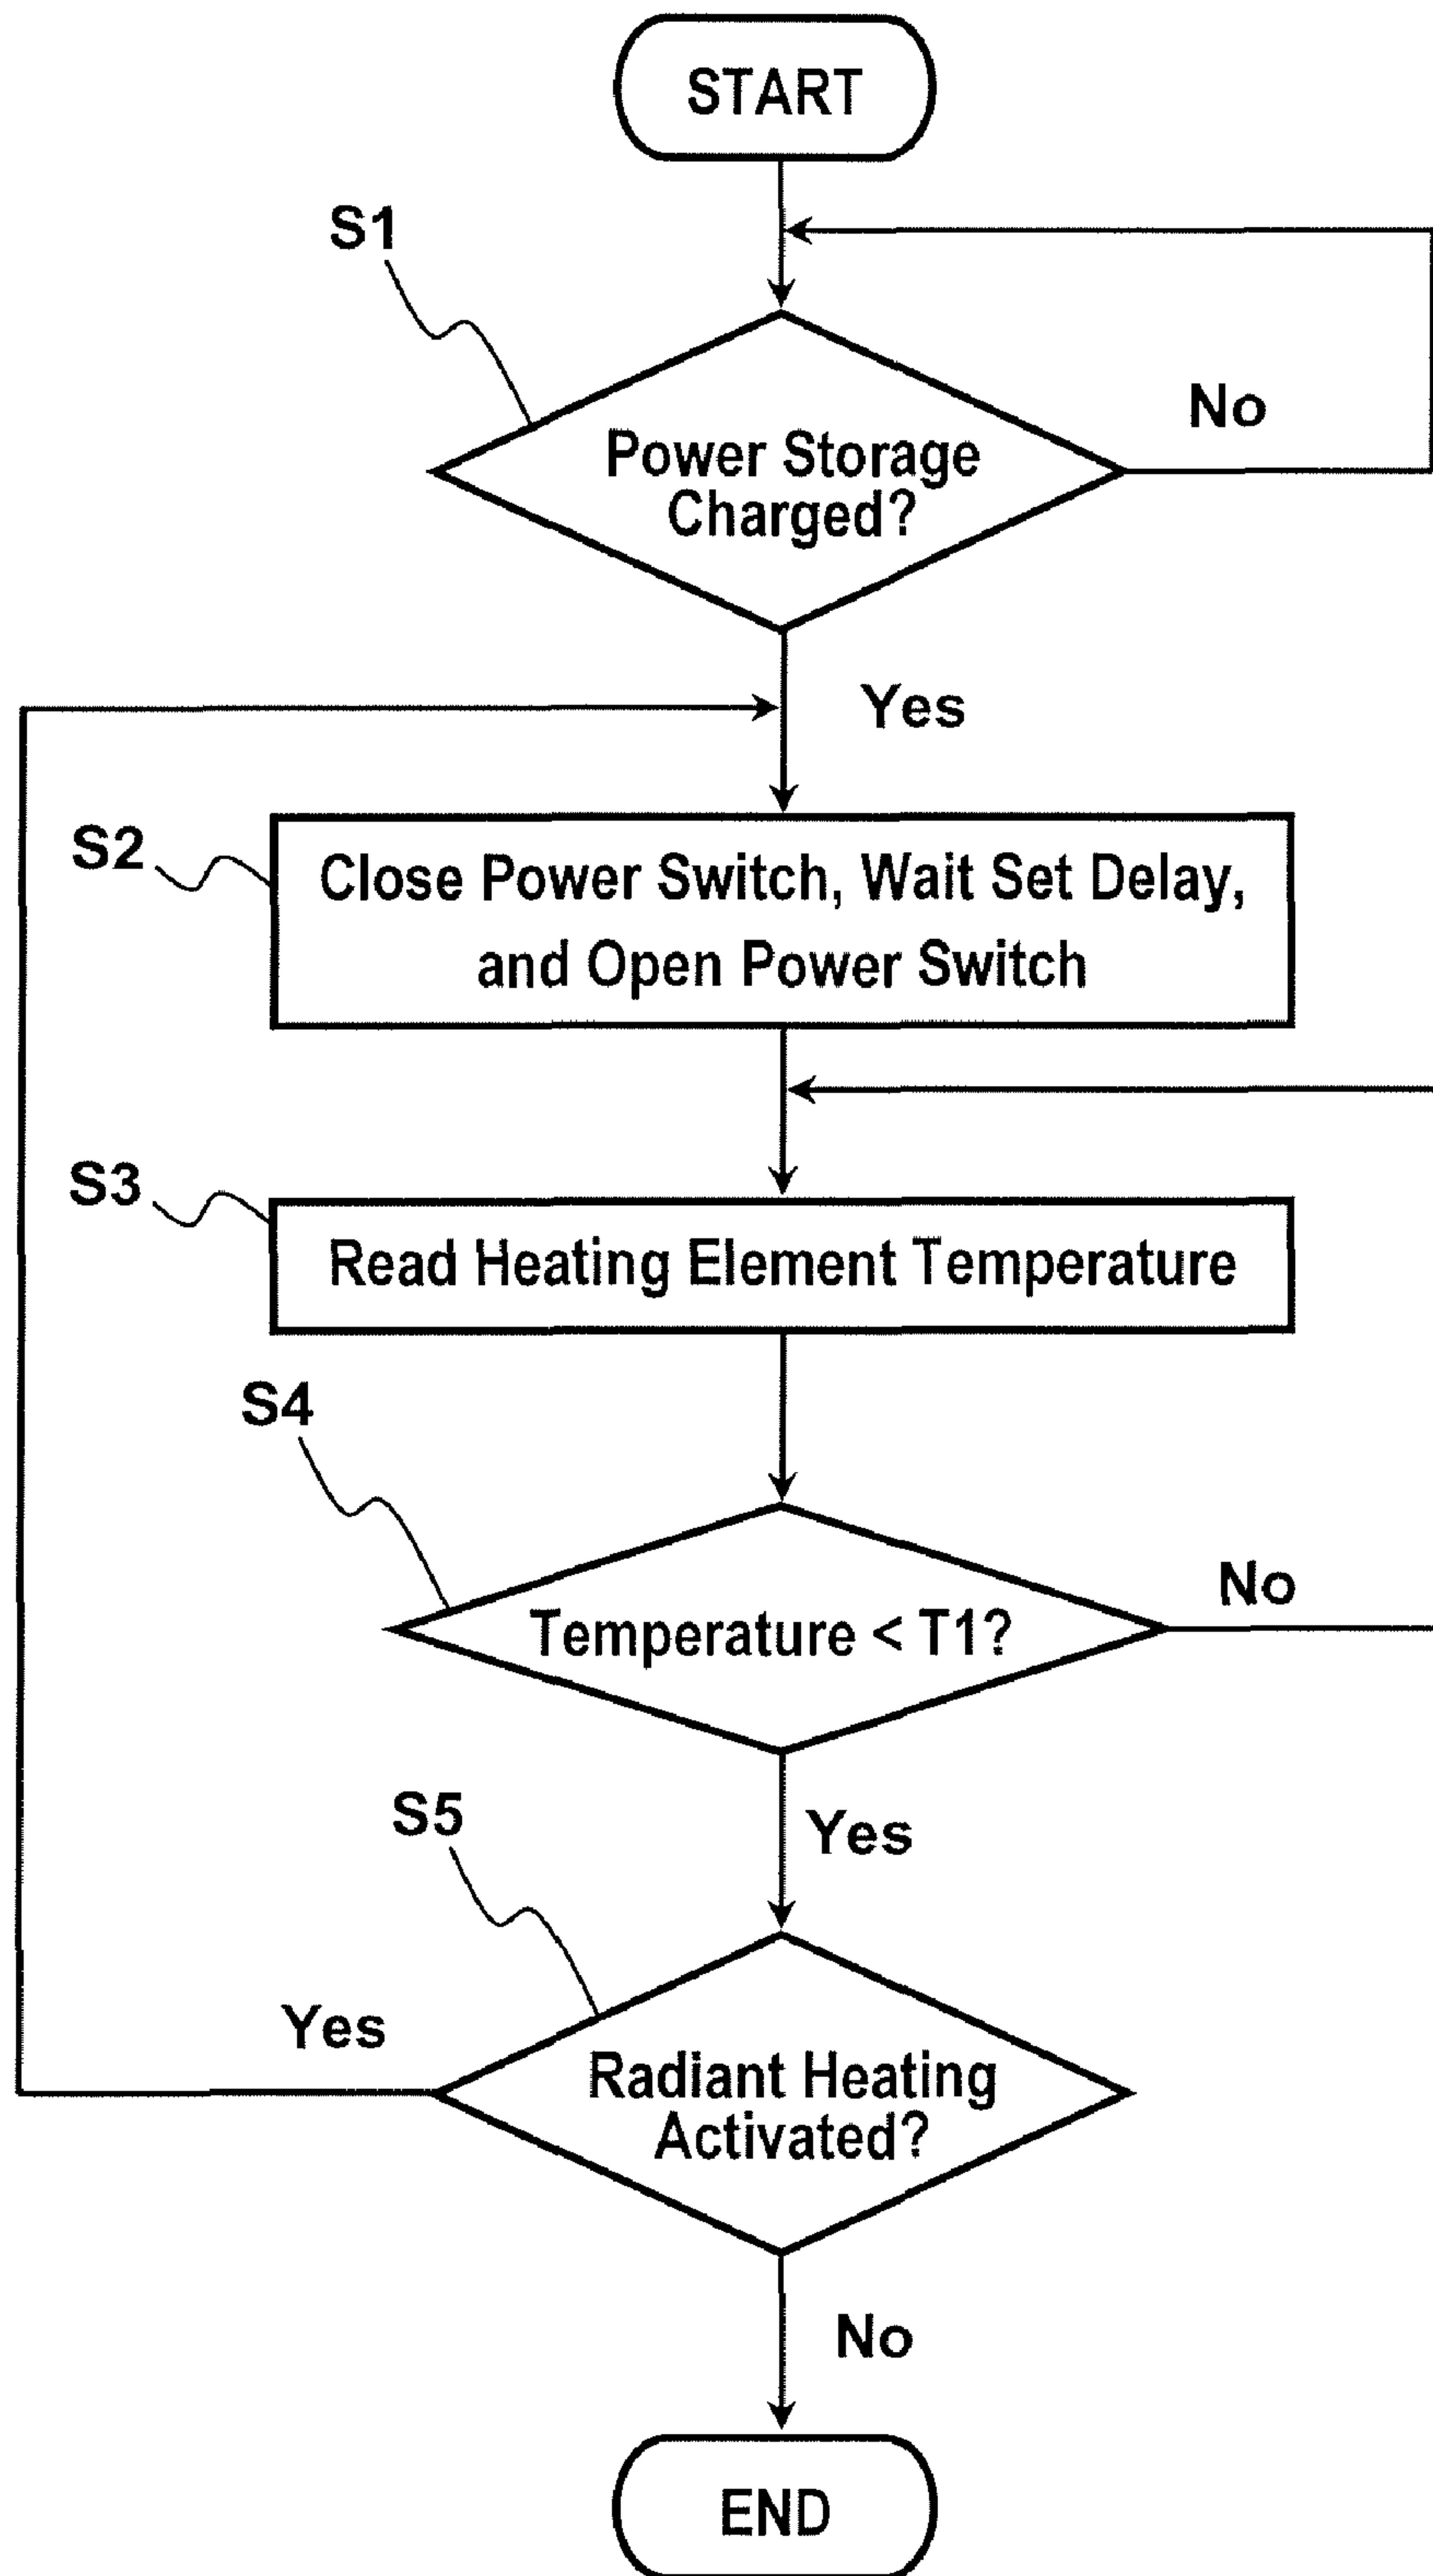 START
S1
No
Power Storage
Charged?
Yes
S2
Close Power Switch, Wait Set Delay,
and Open Power Switch
S3
Read Heating Element Temperature
S4
No
Temperature < T1?
Yes
S5
Yes
Radiant Heating
Activated?
No
END